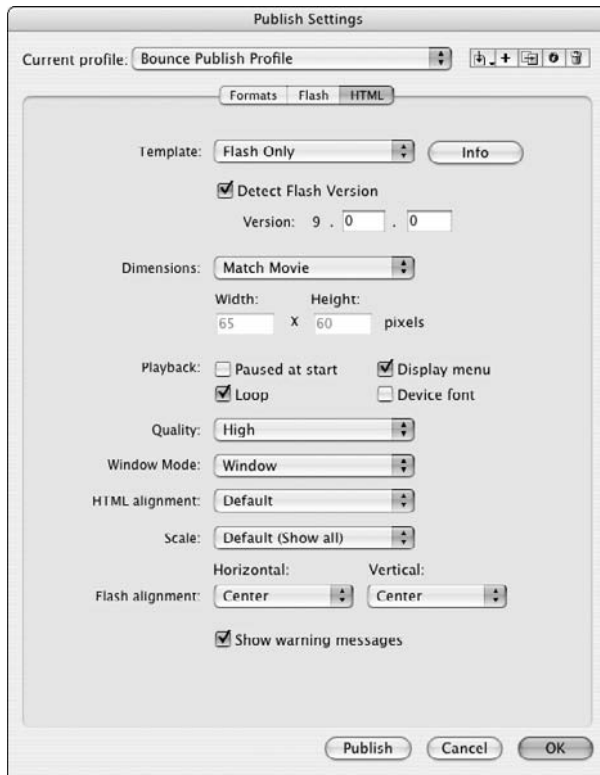 Publish Settings
Current profile: Bounce Publish Profile
Formats Flash HTML
Template: Flash Only Info
Detect Flash Version
Version: 9 . 0 . 0
Dimensions: Match Movie
Width: Height:
65 X 60 pixels
Playback: Paused at start Display menu
Loop Device font
Quality: High
Window Mode: Window
HTML alignment: Default
Scale: Default (Show all)
Horizontal: Vertical:
Flash alignment: Center Center
Show warning messages
Publish Cancel OK